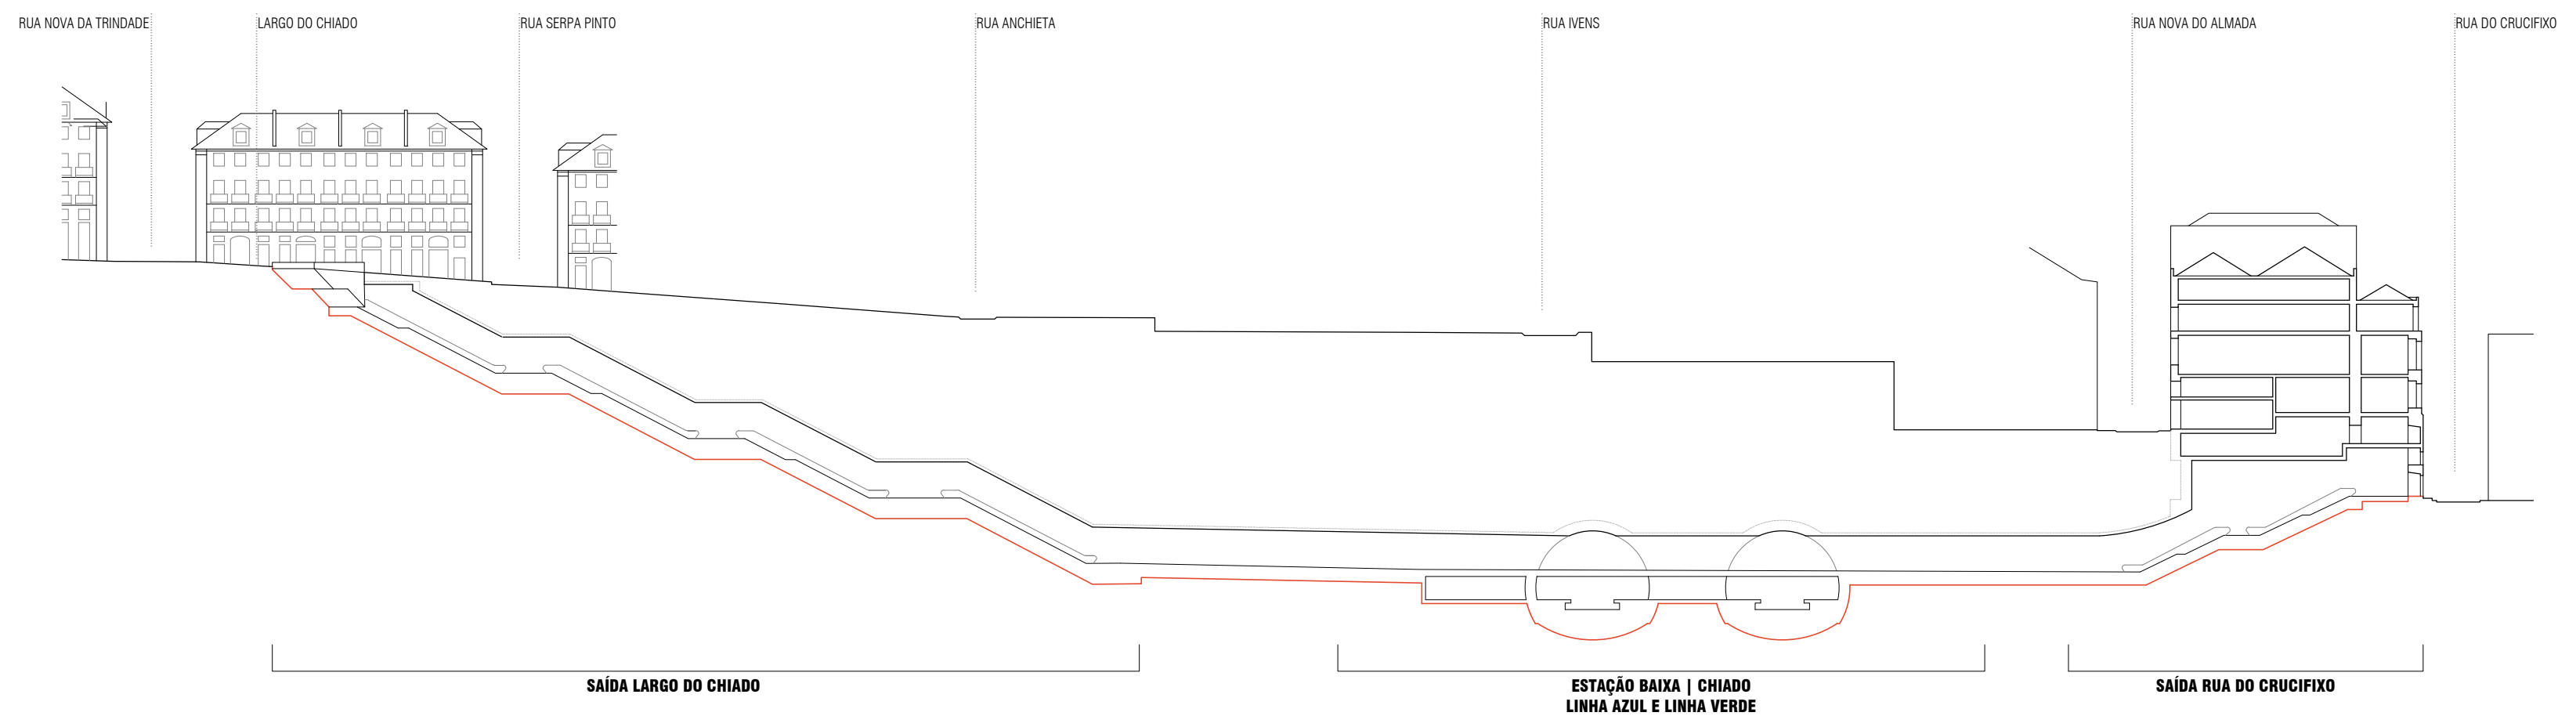 RUA NOVA DA TRINDADE
LARGO DO CHIADO
RUA SERPA PINTO
RUA ANCHIETA
RUA IVENS
RUA NOVA DO ALMADA
RUA DO CRUCIFIXO
SAÍDA LARGO DO CHIADO
ESTAÇÃO BAIXA | CHIADO
LINHA AZUL E LINHA VERDE
SAÍDA RUA DO CRUCIFIXO